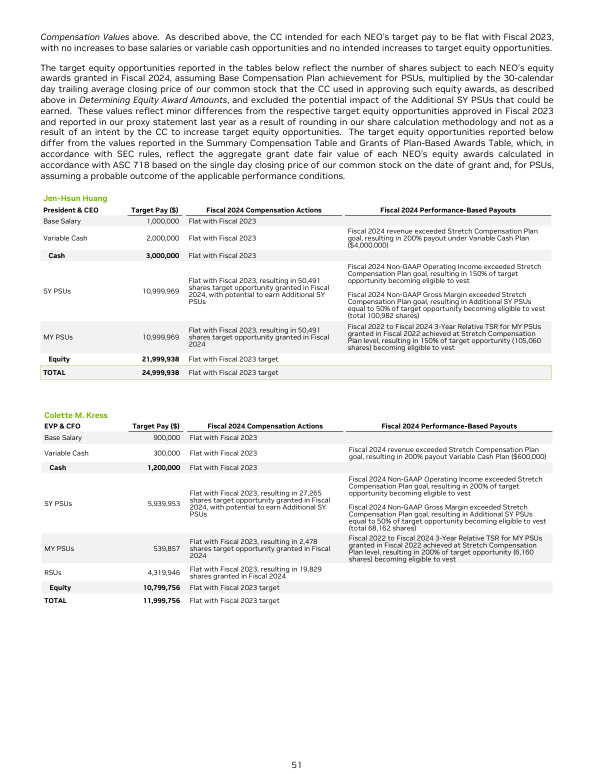 Compensation Values above. As described above, the CC intended for each NEO's target pay to be flat with Fiscal 2023,
with no increases to base salaries or variable cash opportunities and no intended increases to target equity opportunities.
The target equity opportunities reported in the tables below reflect the number of shares subject to each NEO's equity
awards granted in Fiscal 2024, assuming Base Compensation Plan achievement for PSUs, multiplied by the 30-calendar
day trailing average closing price of our common stock that the CC used in approving such equity awards, as described
above in Determining Equity Award Amounts, and excluded the potential impact of the Additional SY PSUs that could be
earned. These values reflect minor differences from the respective target equity opportunities approved in Fiscal 2023
and reported in our proxy statement last year as a result of rounding in our share calculation methodology and not as a
result of an intent by the CC to increase target equity opportunities. The target equity opportunities reported below
differ from the values reported in the Summary Compensation Table and Grants of Plan-Based Awards Table, which, in
accordance with SEC rules, reflect the aggregate grant date fair value of each NEO's equity awards calculated in
accordance with ASC 718 based on the single day closing price of our common stock on the date of grant and, for PSUs,
assuming a probable outcome of the applicable performance conditions.
Jen-Hsun Huang
President & CEO Target Pay ($) Fiscal 2024 Compensation Actions Fiscal 2024 Performance-Based Payouts
Base Salary 1,000,000 Flat with Fiscal 2023
Variable Cash 2,000,000 Flat with Fiscal 2023
Fiscal 2024 revenue exceeded Stretch Compensation Plan
goal, resulting in 200% payout under Variable Cash Plan
($4,000,000)
Cash 3,000,000 Flat with Fiscal 2023
SY PSUs 10,999,969
Flat with Fiscal 2023, resulting in 50,491
shares target opportunity granted in Fiscal
2024, with potential to earn Additional SY
PSUs
Fiscal 2024 Non-GAAP Operating Income exceeded Stretch
Compensation Plan goal, resulting in 150% of target
opportunity becoming eligible to vest
Fiscal 2024 Non-GAAP Gross Margin exceeded Stretch
Compensation Plan goal, resulting in Additional SY PSUs
equal to 50% of target opportunity becoming eligible to vest
(total 100,982 shares)
MY PSUs 10,999,969
Flat with Fiscal 2023, resulting in 50,491
shares target opportunity granted in Fiscal
2024
Fiscal 2022 to Fiscal 2024 3-Year Relative TSR for MY PSUs
granted in Fiscal 2022 achieved at Stretch Compensation
Plan level, resulting in 150% of target opportunity (105,060
shares) becoming eligible to vest
Equity 21,999,938 Flat with Fiscal 2023 target
TOTAL 24,999,938 Flat with Fiscal 2023 target
Colette M. Kress
EVP & CFO Target Pay ($) Fiscal 2024 Compensation Actions Fiscal 2024 Performance-Based Payouts
Base Salary 900,000 Flat with Fiscal 2023
Variable Cash 300,000 Flat with Fiscal 2023
Fiscal 2024 revenue exceeded Stretch Compensation Plan
goal, resulting in 200% payout Variable Cash Plan ($600,000)
Cash 1,200,000 Flat with Fiscal 2023
SY PSUs 5,939,953
Flat with Fiscal 2023, resulting in 27,265
shares target opportunity granted in Fiscal
2024, with potential to earn Additional SY
PSUs
Fiscal 2024 Non-GAAP Operating Income exceeded Stretch
Compensation Plan goal, resulting in 200% of target
opportunity becoming eligible to vest
Fiscal 2024 Non-GAAP Gross Margin exceeded Stretch
Compensation Plan goal, resulting in Additional SY PSUs
equal to 50% of target opportunity becoming eligible to vest
(total 68,162 shares)
MY PSUs 539,857
Flat with Fiscal 2023, resulting in 2,478
shares target opportunity granted in Fiscal
2024
Fiscal 2022 to Fiscal 2024 3-Year Relative TSR for MY PSUs
granted in Fiscal 2022 achieved at Stretch Compensation
Plan level, resulting in 200% of target opportunity (6,160
shares) becoming eligible to vest
RSUs 4,319,946
Flat with Fiscal 2023, resulting in 19,829
shares granted in Fiscal 2024
Equity 10,799,756 Flat with Fiscal 2023 target
TOTAL 11,999,756 Flat with Fiscal 2023 target
51